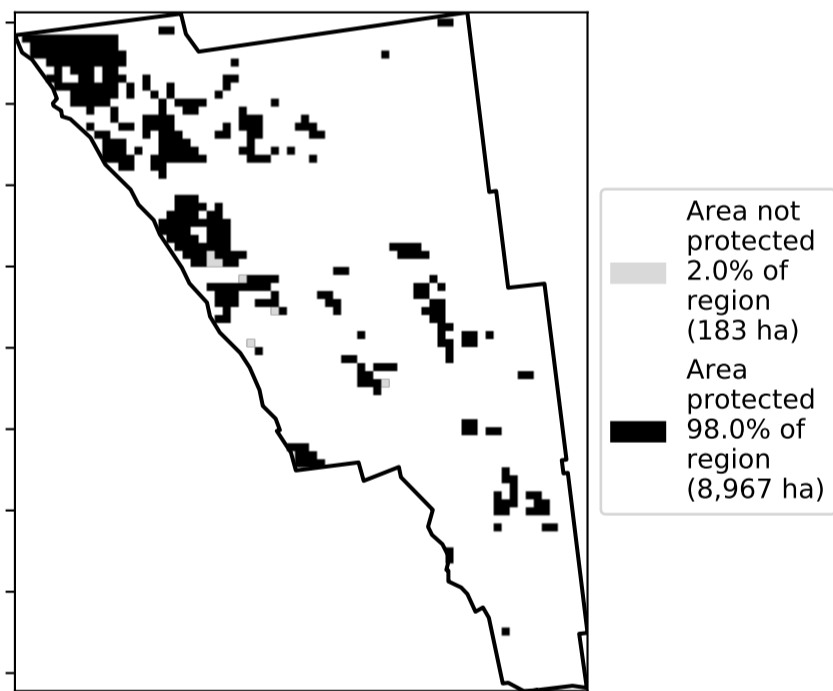 Area not
protected
2.0% of
region
(183 ha)
Area
protected
98.0% of
region
(8,967 ha)